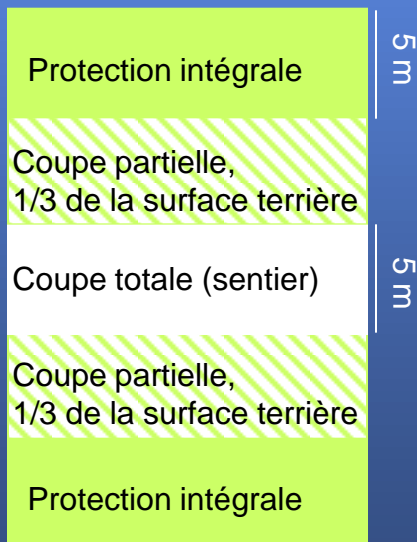 Protection intégrale
5 m
Coupe partielle,
1/3 de la surface terrière
Coupe totale (sentier)
5 m
Coupe partielle,
1/3 de la surface terrière
Protection intégrale